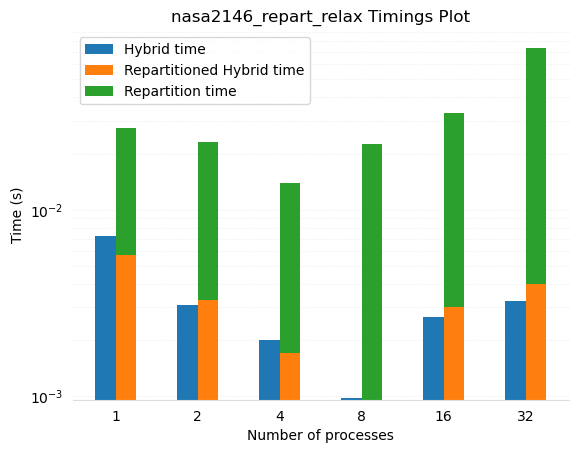 nasa2146_repart_relax Timings Plot
Hybrid time
Repartitioned Hybrid time
Repartition time
Time (s)
10⁻²
10⁻³
1 2 4 8 16 32
Number of processes